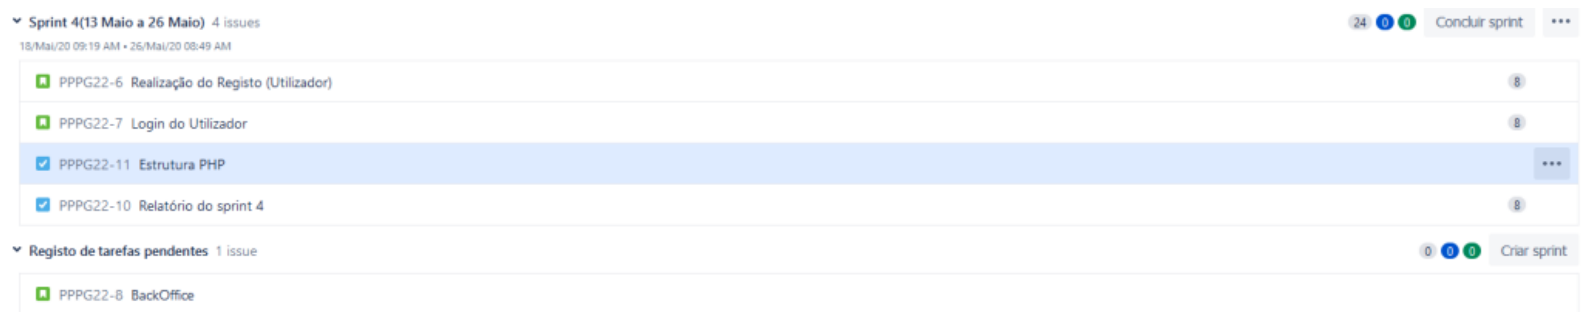 Sprint 4(13 Maio a 26 Maio) 4 issues 24 0 0 Concluir sprint •••
18/Mai/20 09:19 AM • 26/Mai/20 08:49 AM
PPPG22-6 Realização do Registo (Utilizador) 8
PPPG22-7 Login do Utilizador 8
PPPG22-11 Estrutura PHP •••
PPPG22-10 Relatório do sprint 4 8
Registo de tarefas pendentes 1 issue 0 0 0 Criar sprint
PPPG22-8 BackOffice